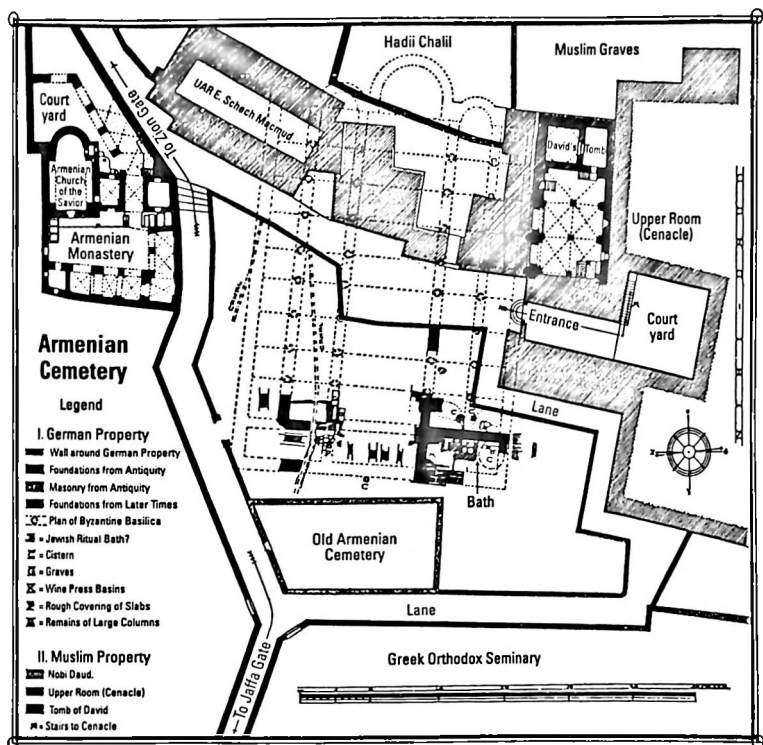 Hadii Chalil
Muslim Graves
UAR E. Schech Macmud
To Zion Gate
Court
yard
Armenian
Church
of the
Savior
Armenian
Monastery
David's
Tomb
Upper Room
(Cenacle)
Entrance
Court
yard
Lane
Bath
Old Armenian
Cemetery
Lane
To Jaffa Gate
Greek Orthodox Seminary
Armenian
Cemetery
Legend
I. German Property
Wall around German Property
Foundations from Antiquity
Masonry from Antiquity
Foundations from Later Times
Plan of Byzantine Basilica
= Jewish Ritual Bath?
= Cistern
= Graves
= Wine Press Basins
= Rough Covering of Slabs
= Remains of Large Columns
II. Muslim Property
Nobi Daud.
Upper Room (Cenacle)
Tomb of David
= Stairs to Cenacle